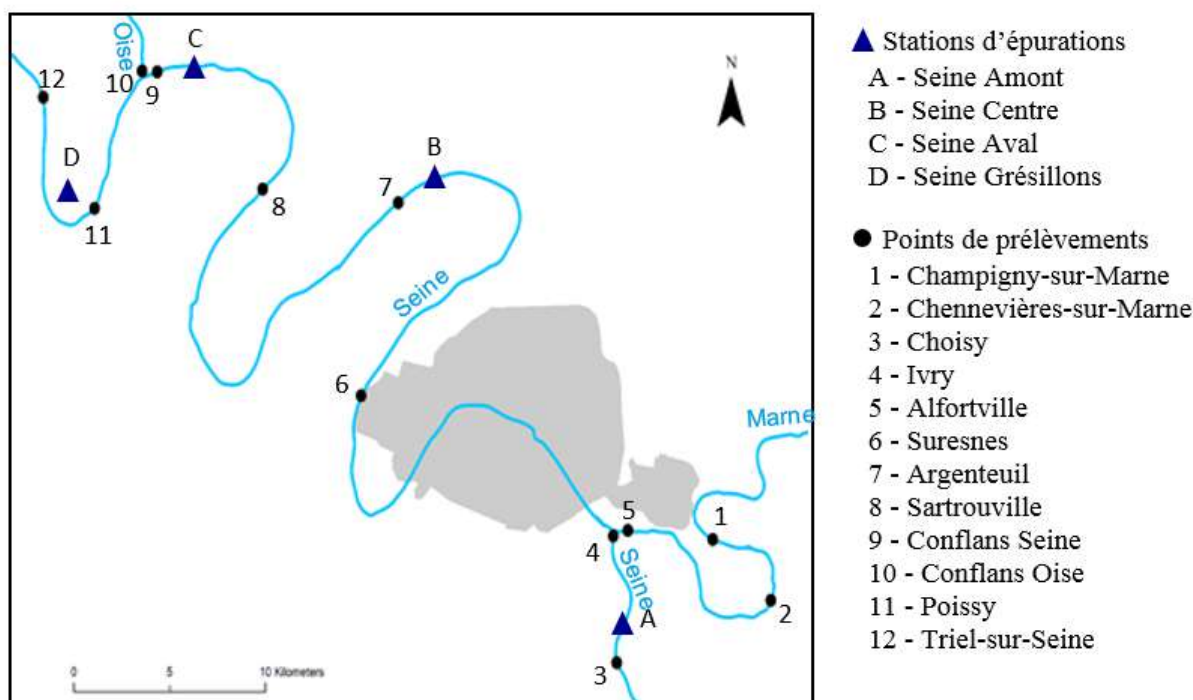 Oise
C
12
10
9
N
D
B
8
7
11
Seine
6
Marne
5
1
4
Seine
2
A
3
0 5 10 Kilometers
Stations d’épurations
A - Seine Amont
B - Seine Centre
C - Seine Aval
D - Seine Grésillons
Points de prélèvements
1 - Champigny-sur-Marne
2 - Chennevières-sur-Marne
3 - Choisy
4 - Ivry
5 - Alfortville
6 - Suresnes
7 - Argenteuil
8 - Sartrouville
9 - Conflans Seine
10 - Conflans Oise
11 - Poissy
12 - Triel-sur-Seine